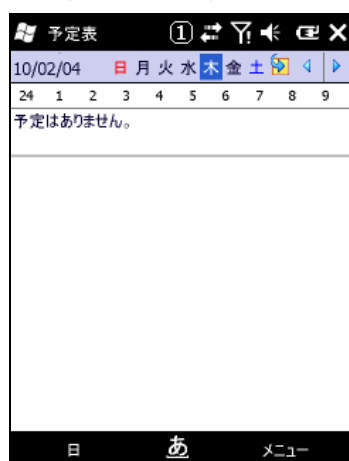 予定表 1
10/02/04 日 月 火 水 木 金 土
24 1 2 3 4 5 6 7 8 9
予定はありません。
日 あ メニュー